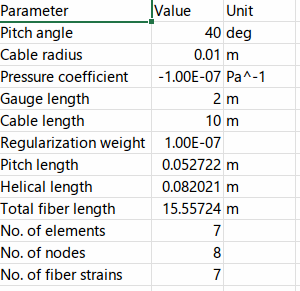 Parameter Value Unit
Pitch angle 40 deg
Cable radius 0.01 m
Pressure coefficient -1.00E-07 Pa^-1
Gauge length 2 m
Cable length 10 m
Regularization weight 1.00E-07
Pitch length 0.052722 m
Helical length 0.082021 m
Total fiber length 15.55724 m
No. of elements 7
No. of nodes 8
No. of fiber strains 7